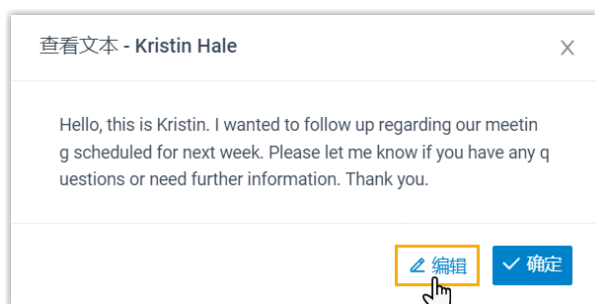 查看文本 - Kristin Hale
Hello, this is Kristin. I wanted to follow up regarding our meetin
g scheduled for next week. Please let me know if you have any q
uestions or need further information. Thank you.
编辑 确定